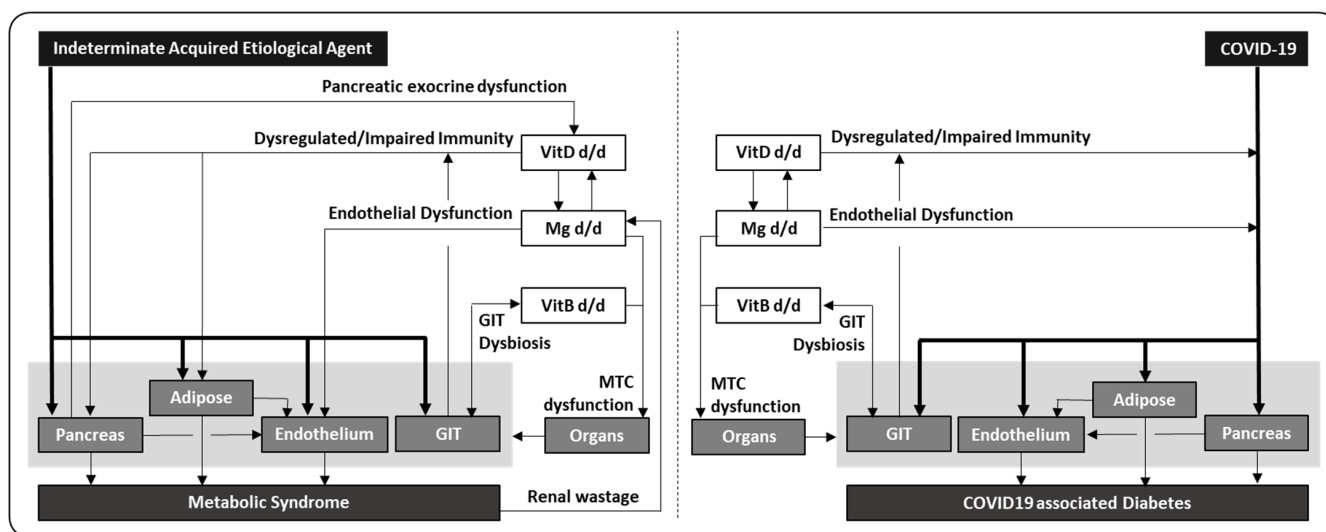 Indeterminate Acquired Etiological Agent
COVID-19
Pancreatic exocrine dysfunction
Dysregulated/Impaired Immunity
VitD d/d
VitD d/d
Dysregulated/Impaired Immunity
Endothelial Dysfunction
Mg d/d
Mg d/d
Endothelial Dysfunction
VitB d/d
VitB d/d
GIT
Dysbiosis
GIT
Dysbiosis
MTC
dysfunction
MTC
dysfunction
Adipose
Adipose
Pancreas
Endothelium
GIT
Organs
Organs
GIT
Endothelium
Pancreas
Metabolic Syndrome
Renal wastage
COVID19 associated Diabetes